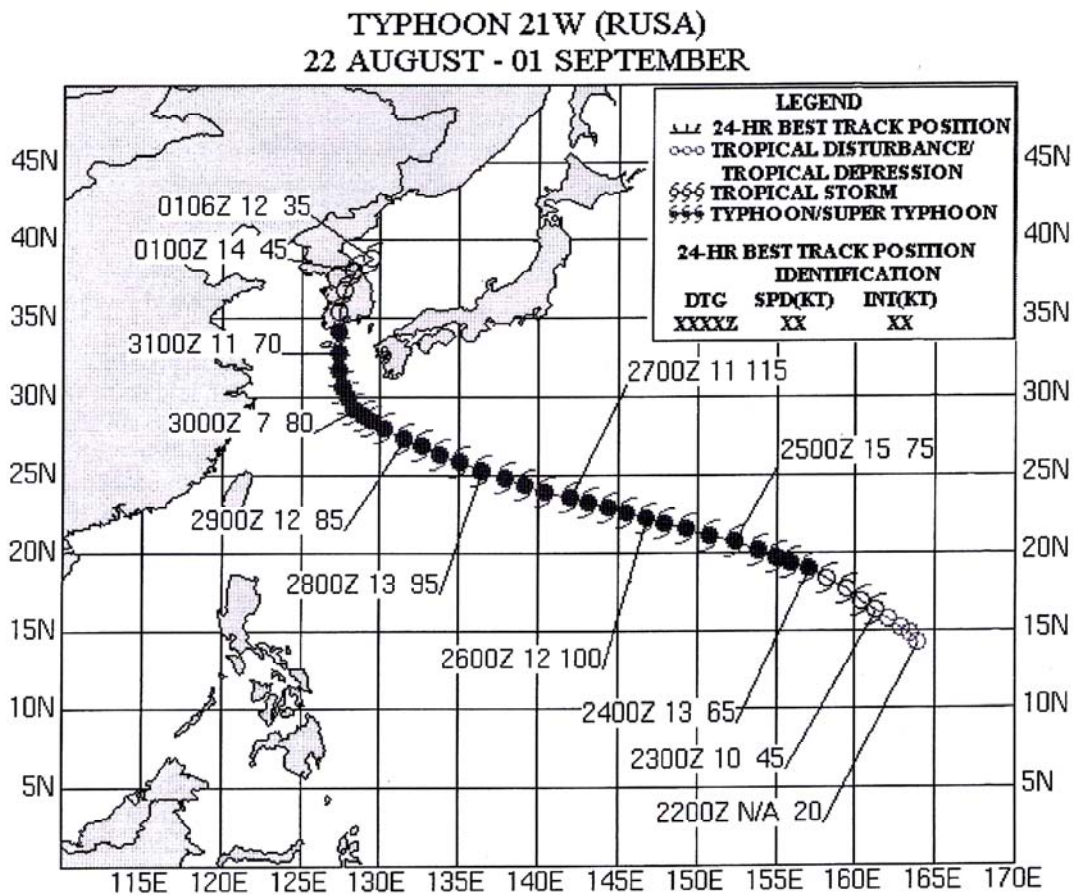 TYPHOON 21W (RUSA)
22 AUGUST - 01 SEPTEMBER
LEGEND
24-HR BEST TRACK POSITION
TROPICAL DISTURBANCE/
TROPICAL DEPRESSION
TROPICAL STORM
TYPHOON/SUPER TYPHOON
24-HR BEST TRACK POSITION
IDENTIFICATION
DTG SPD(KT) INT(KT)
XXXXZ XX XX
45N 45N
0106Z 12 35
40N 40N
0100Z 14 45
35N 35N
3100Z 11 70
2700Z 11 115
30N 30N
3000Z 7 80
2500Z 15 75
25N 25N
2900Z 12 85
20N 20N
2800Z 13 95
15N 15N
2600Z 12 100
10N 10N
2400Z 13 65
2300Z 10 45
5N 5N
2200Z N/A 20
115E 120E 125E 130E 135E 140E 145E 150E 155E 160E 165E 170E